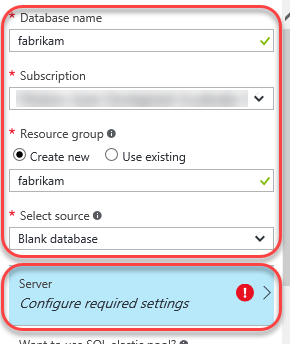 * Database name
fabrikam
* Subscription
* Resource group
Create new Use existing
fabrikam
* Select source
Blank database
Server
Configure required settings
Want to use SQL elastic pool?